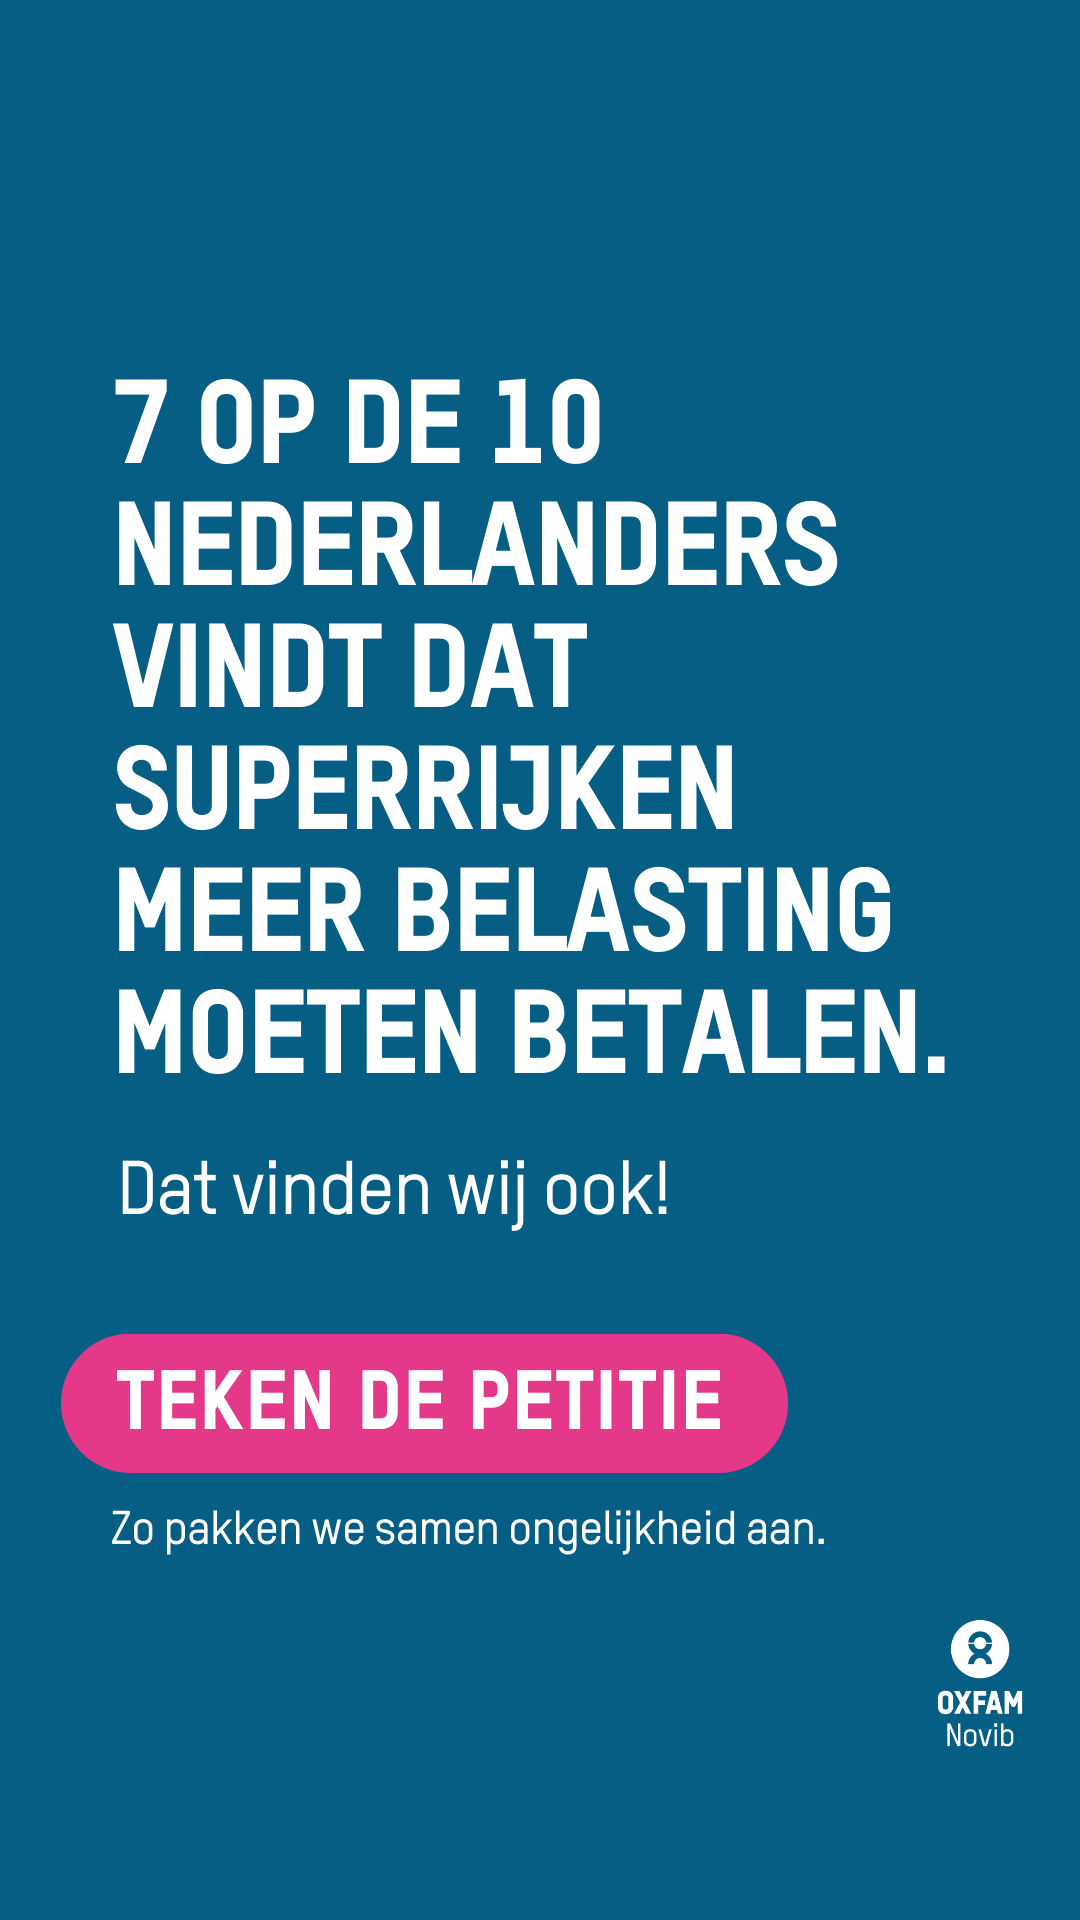 7 OP DE 10
NEDERLANDERS
VINDT DAT
SUPERRIJKEN
MEER BELASTING
MOETEN BETALEN.
Dat vinden wij ook!
TEKEN DE PETITIE
Zo pakken we samen ongelijkheid aan.
OXFAM
Novib